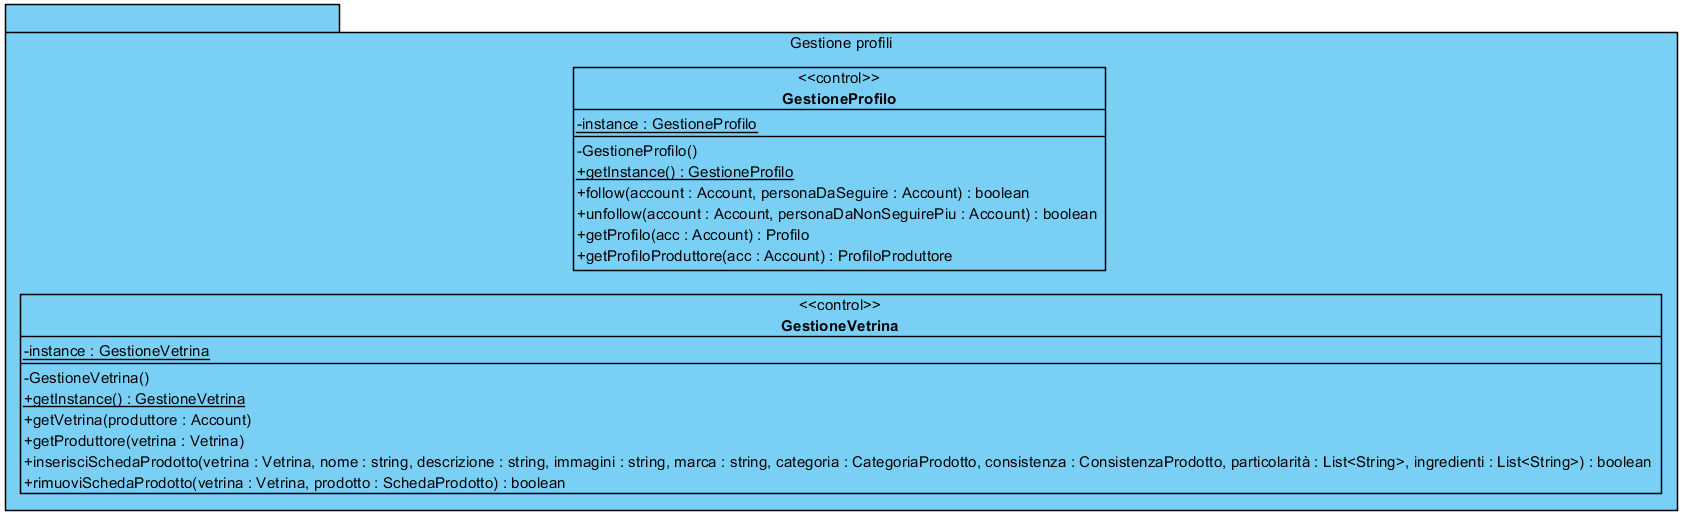 Gestione profili
<<control>>
GestioneProfilo
-instance : GestioneProfilo
-GestioneProfilo()
+getInstance() : GestioneProfilo
+follow(account : Account, personaDaSeguire : Account) : boolean
+unfollow(account : Account, personaDaNonSeguirePiu : Account) : boolean
+getProfilo(acc : Account) : Profilo
+getProfiloProduttore(acc : Account) : ProfiloProduttore
<<control>>
GestioneVetrina
-instance : GestioneVetrina
-GestioneVetrina()
+getInstance() : GestioneVetrina
+getVetrina(produttore : Account)
+getProduttore(vetrina : Vetrina)
+inserisciSchedaProdotto(vetrina : Vetrina, nome : string, descrizione : string, immagini : string, marca : string, categoria : CategoriaProdotto, consistenza : ConsistenzaProdotto, particolarità : List<String>, ingredienti : List<String>) : boolean
+rimuoviSchedaProdotto(vetrina : Vetrina, prodotto : SchedaProdotto) : boolean